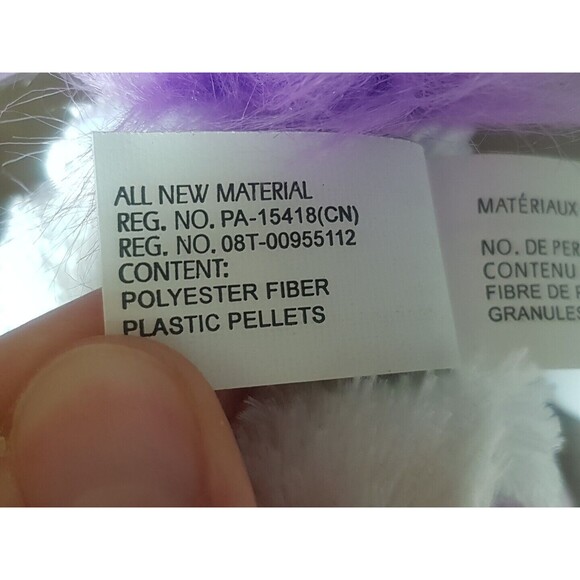 ALL NEW MATERIAL
REG. NO. PA-15418(CN)
REG. NO. 08T-00955112
CONTENT:
POLYESTER FIBER
PLASTIC PELLETS
MATÉRIAUX
NO. DE PER
CONTENU
FIBRE DE
GRANULES